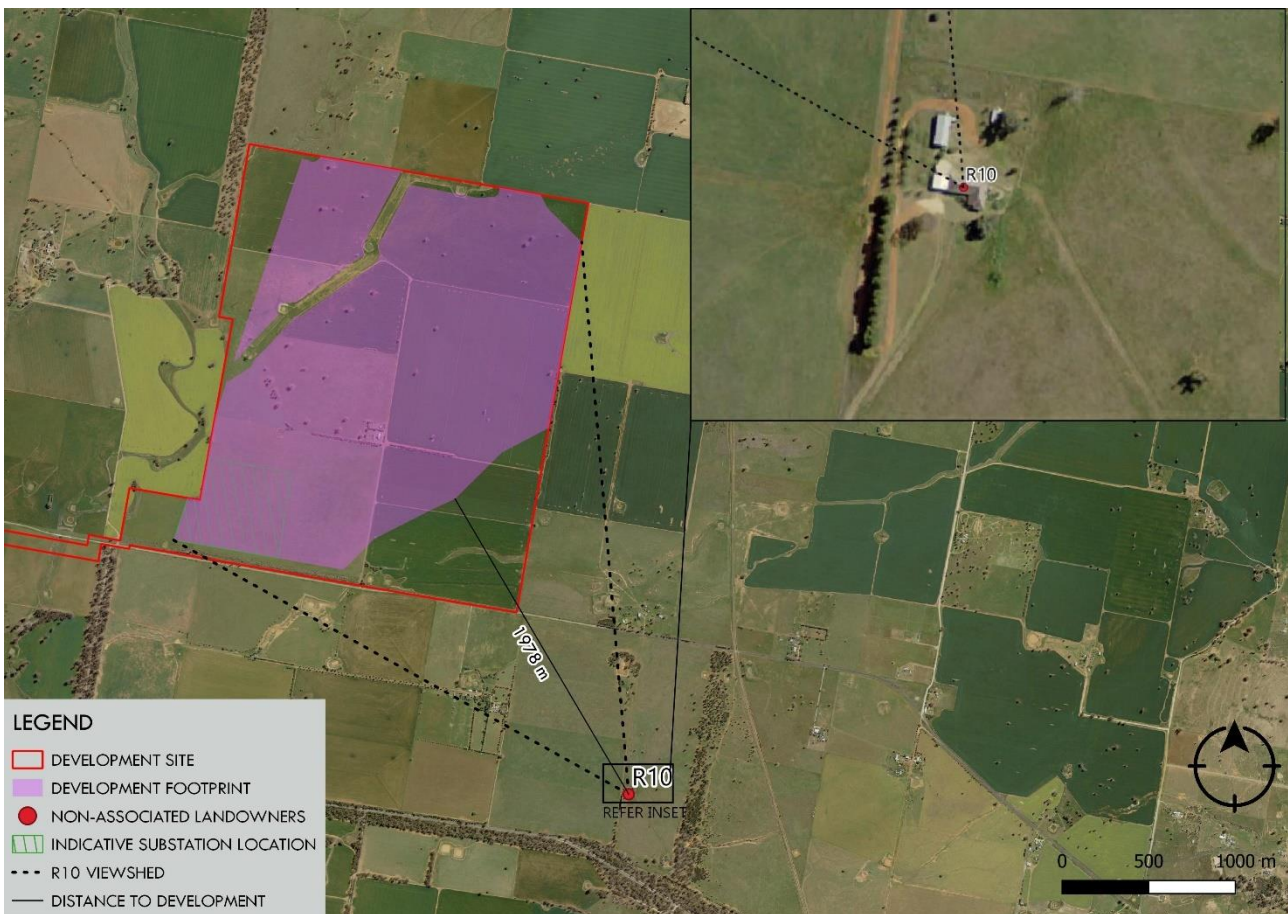 R10
1978 m
R10
REFER INSET
LEGEND
DEVELOPMENT SITE
DEVELOPMENT FOOTPRINT
NON-ASSOCIATED LANDOWNERS
INDICATIVE SUBSTATION LOCATION
R10 VIEWSHED
DISTANCE TO DEVELOPMENT
0 500 1000 m